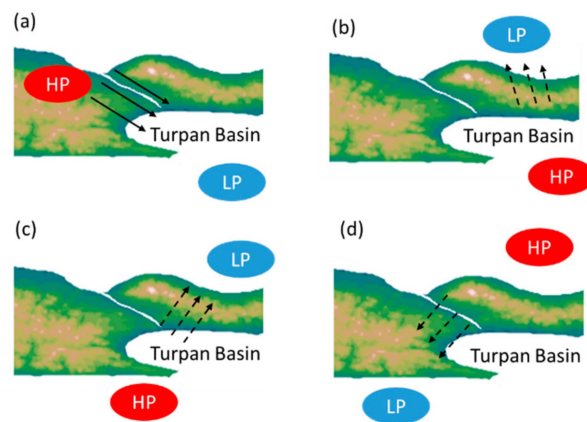 (a)
HP
Turpan Basin
LP
(b)
LP
Turpan Basin
HP
(c)
LP
Turpan Basin
HP
(d)
HP
Turpan Basin
LP